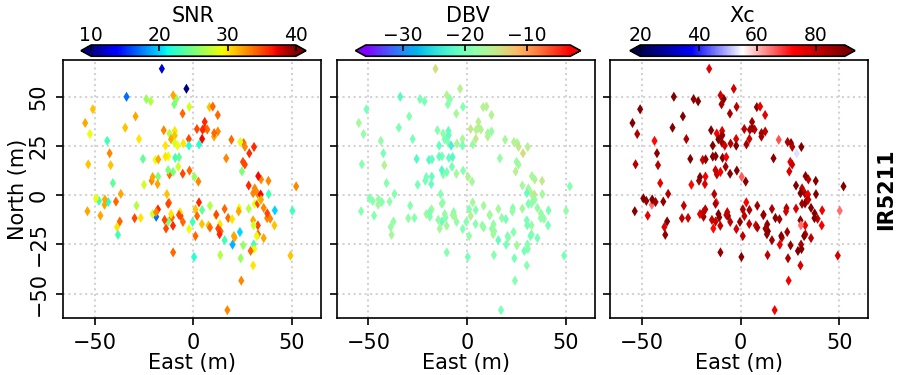 SNR DBV Xc
10 20 30 40 −30 −20 −10 20 40 60 80
50
25
0
−25
−50
North (m)
IR5211
−50 0 50 −50 0 50 −50 0 50
East (m) East (m) East (m)